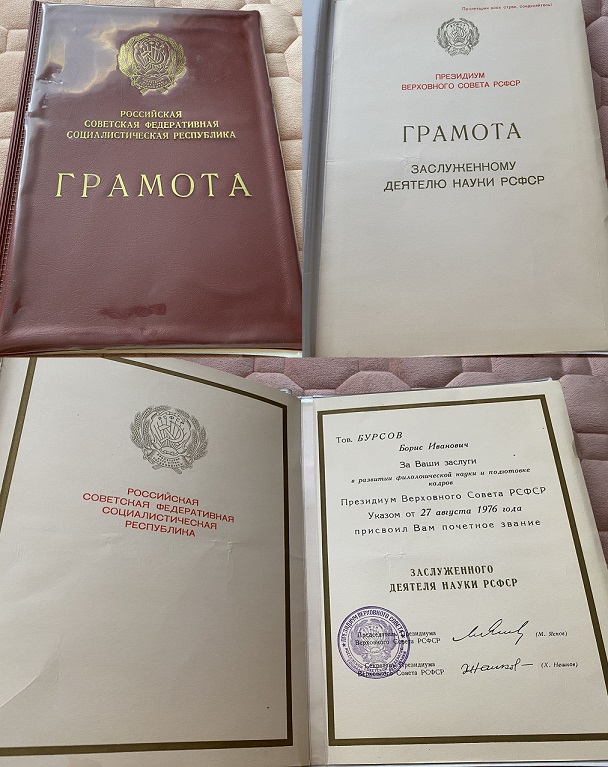 РОССИЙСКАЯ
СОВЕТСКАЯ ФЕДЕРАТИВНАЯ
СОЦИАЛИСТИЧЕСКАЯ РЕСПУБЛИКА
ГРАМОТА
Пролетарии всех стран, соединяйтесь!
ПРЕЗИДИУМ
ВЕРХОВНОГО СОВЕТА РСФСР
ГРАМОТА
ЗАСЛУЖЕННОМУ
ДЕЯТЕЛЮ НАУКИ РСФСР
РОССИЙСКАЯ
СОВЕТСКАЯ ФЕДЕРАТИВНАЯ
СОЦИАЛИСТИЧЕСКАЯ
РЕСПУБЛИКА
Тов. БУРСОВ
Борис Иванович
За Ваши заслуги
в развитии филологической науки и подготовке
кадров
Президиум Верховного Совета РСФСР
Указом от 27 августа 1976 года
присвоил Вам почетное звание
ЗАСЛУЖЕННОГО
ДЕЯТЕЛЯ НАУКИ РСФСР
Председатель Президиума
Верховного Совета РСФСР
(М. Яснов)
Секретарь Президиума
Верховного Совета РСФСР
(Х. Нешков)